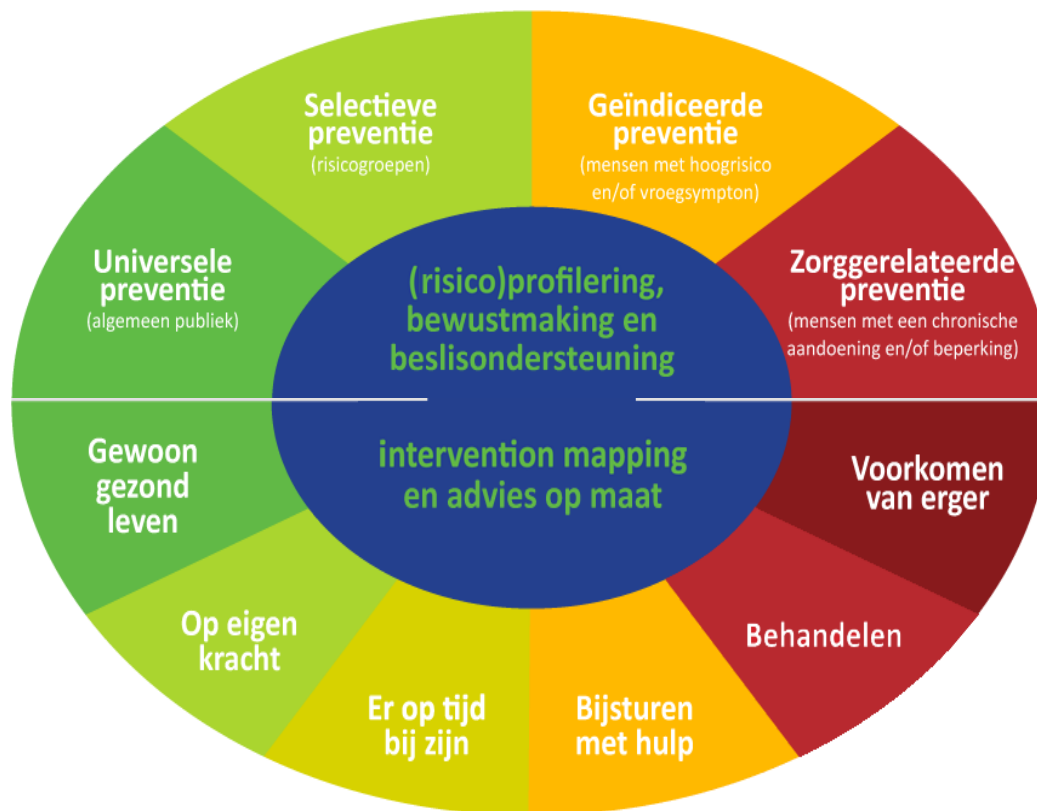 Selectieve
preventie
(risicogroepen)
Geïndiceerde
preventie
(mensen met hoogrisico
en/of vroegsympton)
Universele
preventie
(algemeen publiek)
(risico)profilering,
bewustmaking en
beslisondersteuning
Zorggerelateerde
preventie
(mensen met een chronische
aandoening en/of beperking)
Gewoon
gezond
leven
intervention mapping
en advies op maat
Voorkomen
van erger
Op eigen
kracht
Er op tijd
bij zijn
Bijsturen
met hulp
Behandelen